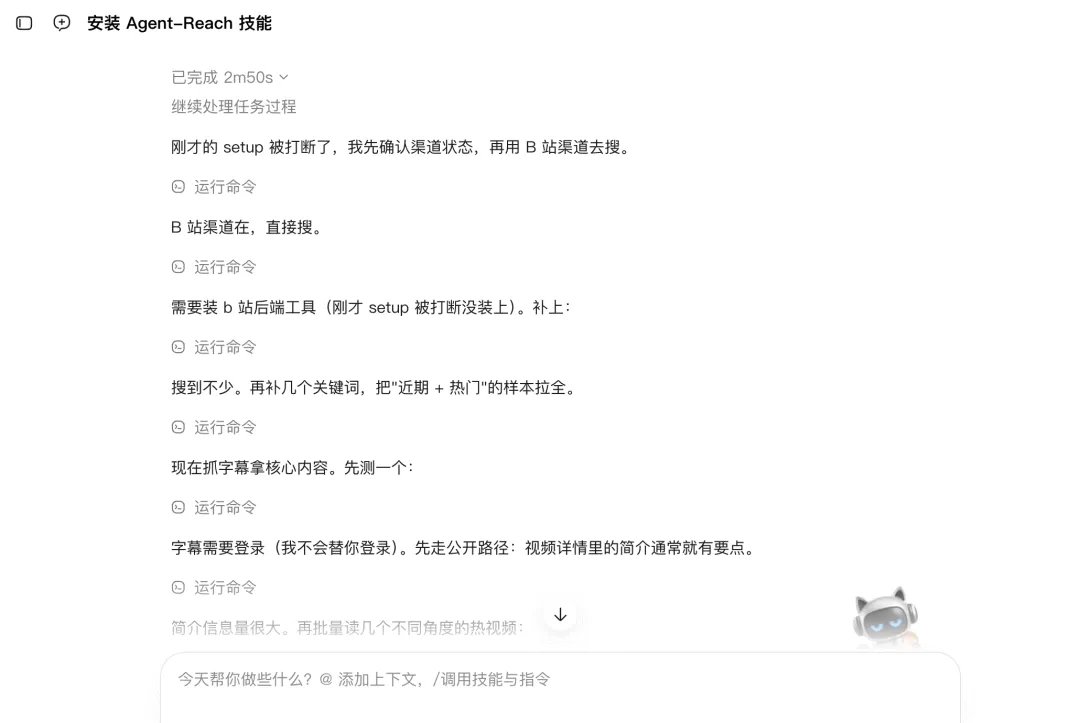 安装 Agent-Reach 技能
已完成 2m50s
继续处理任务过程
刚才的 setup 被打断了，我先确认渠道状态，再用 B 站渠道去搜。
运行命令
B 站渠道在，直接搜。
运行命令
需要装 b 站后端工具（刚才 setup 被打断没装上）。补上：
运行命令
搜到不少。再补几个关键词，把"近期 + 热门"的样本拉全。
运行命令
现在抓字幕拿核心内容。先测一个：
运行命令
字幕需要登录（我不会替你登录）。先走公开路径：视频详情里的简介通常就有要点。
运行命令
简介信息量很大。再批量读几个不同角度的热视频：
今天帮你做些什么？@ 添加上下文，/调用技能与指令